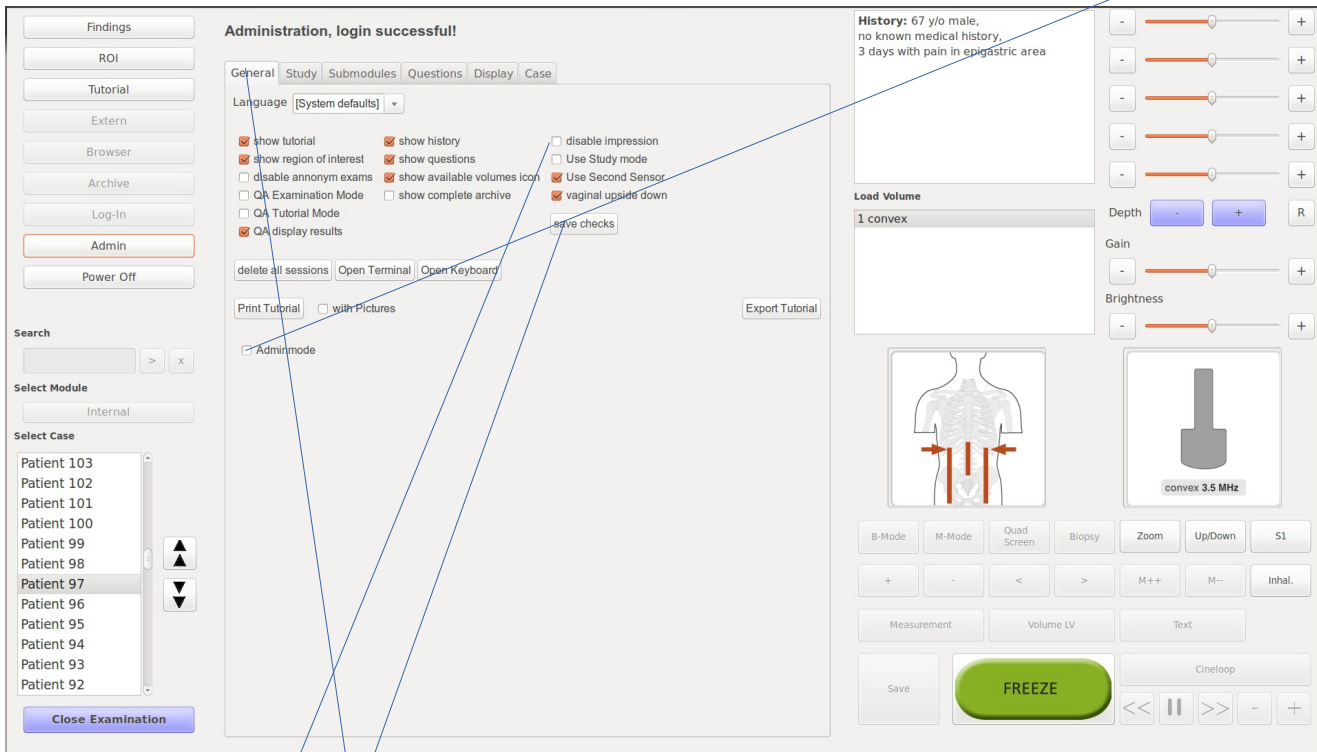 Findings
ROI
Tutorial
Extern
Browser
Archive
Log-In
Admin
Power Off
Search
> x
Select Module
Internal
Select Case
Patient 103
Patient 102
Patient 101
Patient 100
Patient 99
Patient 98
Patient 97
Patient 96
Patient 95
Patient 94
Patient 93
Patient 92
Close Examination
Administration, login successful!
General Study Submodules Questions Display Case
Language [System defaults]
show tutorial show history disable impression
show region of interest show questions Use Study mode
disable annonym exams show available volumes icon Use Second Sensor
QA Examination Mode show complete archive vaginal upside down
QA Tutorial Mode
save checks
QA display results
delete all sessions Open Terminal Open Keyboard
Print Tutorial with Pictures Export Tutorial
Adminmode
History: 67 y/o male,
no known medical history,
3 days with pain in epigastric area
Load Volume
1 convex
- +
- +
- +
- +
- +
Depth - + R
Gain
- +
Brightness
- +
convex 3.5 MHz
B-Mode M-Mode Quad Screen Biopsy Zoom Up/Down S1
+ - < > M++ M-- Inhal.
Measurement Volume LV Text
Save FREEZE Cineloop
<< || >> - +